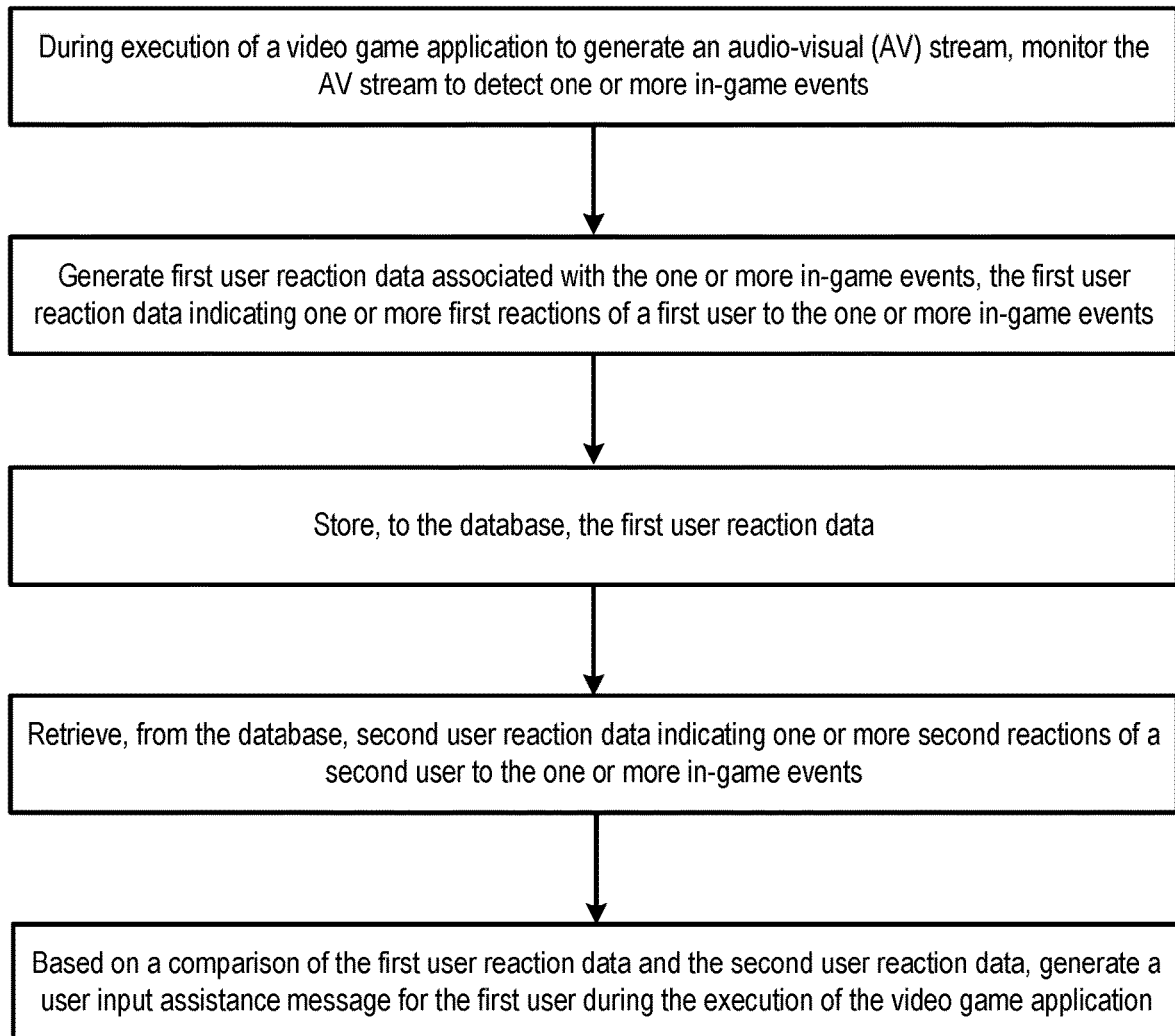 During execution of a video game application to generate an audio-visual (AV) stream, monitor the
AV stream to detect one or more in-game events
Generate first user reaction data associated with the one or more in-game events, the first user
reaction data indicating one or more first reactions of a first user to the one or more in-game events
Store, to the database, the first user reaction data
Retrieve, from the database, second user reaction data indicating one or more second reactions of a
second user to the one or more in-game events
Based on a comparison of the first user reaction data and the second user reaction data, generate a
user input assistance message for the first user during the execution of the video game application